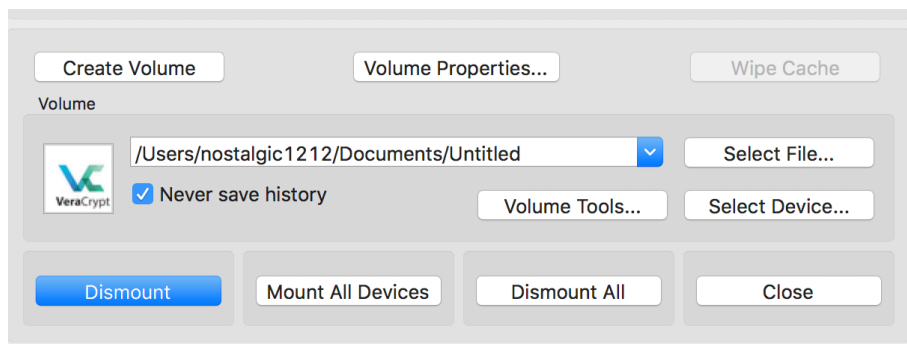 Create Volume Volume Properties... Wipe Cache
Volume
/Users/nostalgic1212/Documents/Untitled Select File...
VeraCrypt Never save history Volume Tools... Select Device...
Dismount Mount All Devices Dismount All Close